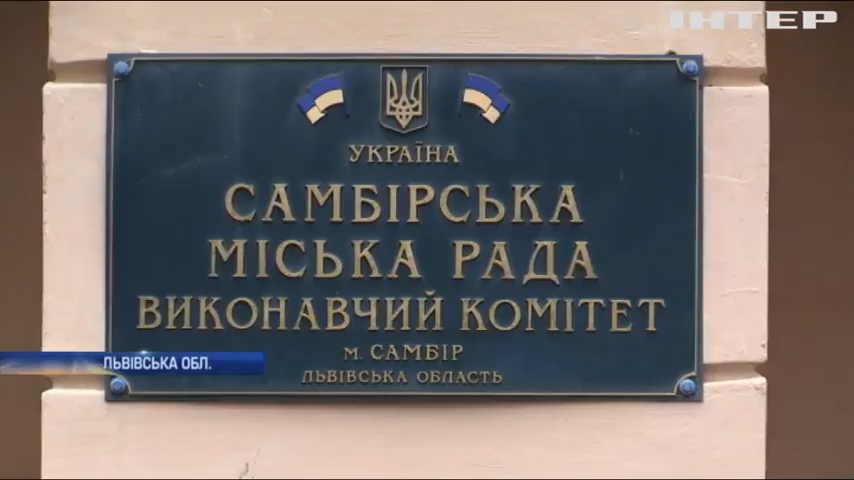 ІНТЕР
УКРАЇНА
САМБІРСЬКА
МІСЬКА РАДА
ВИКОНАВЧИЙ КОМІТЕТ
м. САМБІР
ЛЬВІВСЬКА ОБЛАСТЬ
ЛЬВІВСЬКА ОБЛ.